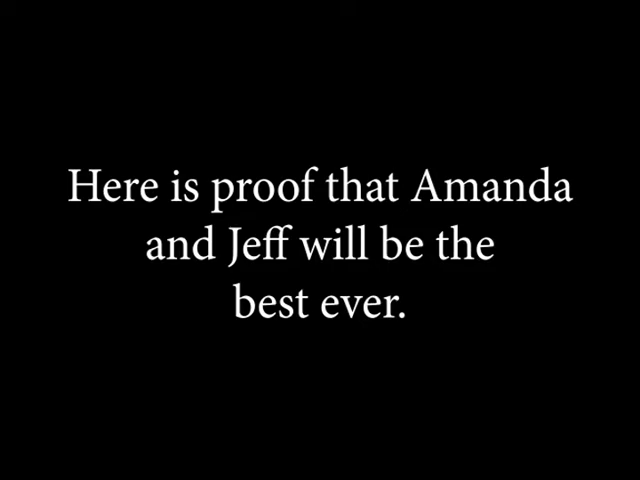 Here is proof that Amanda
and Jeff will be the
best ever.